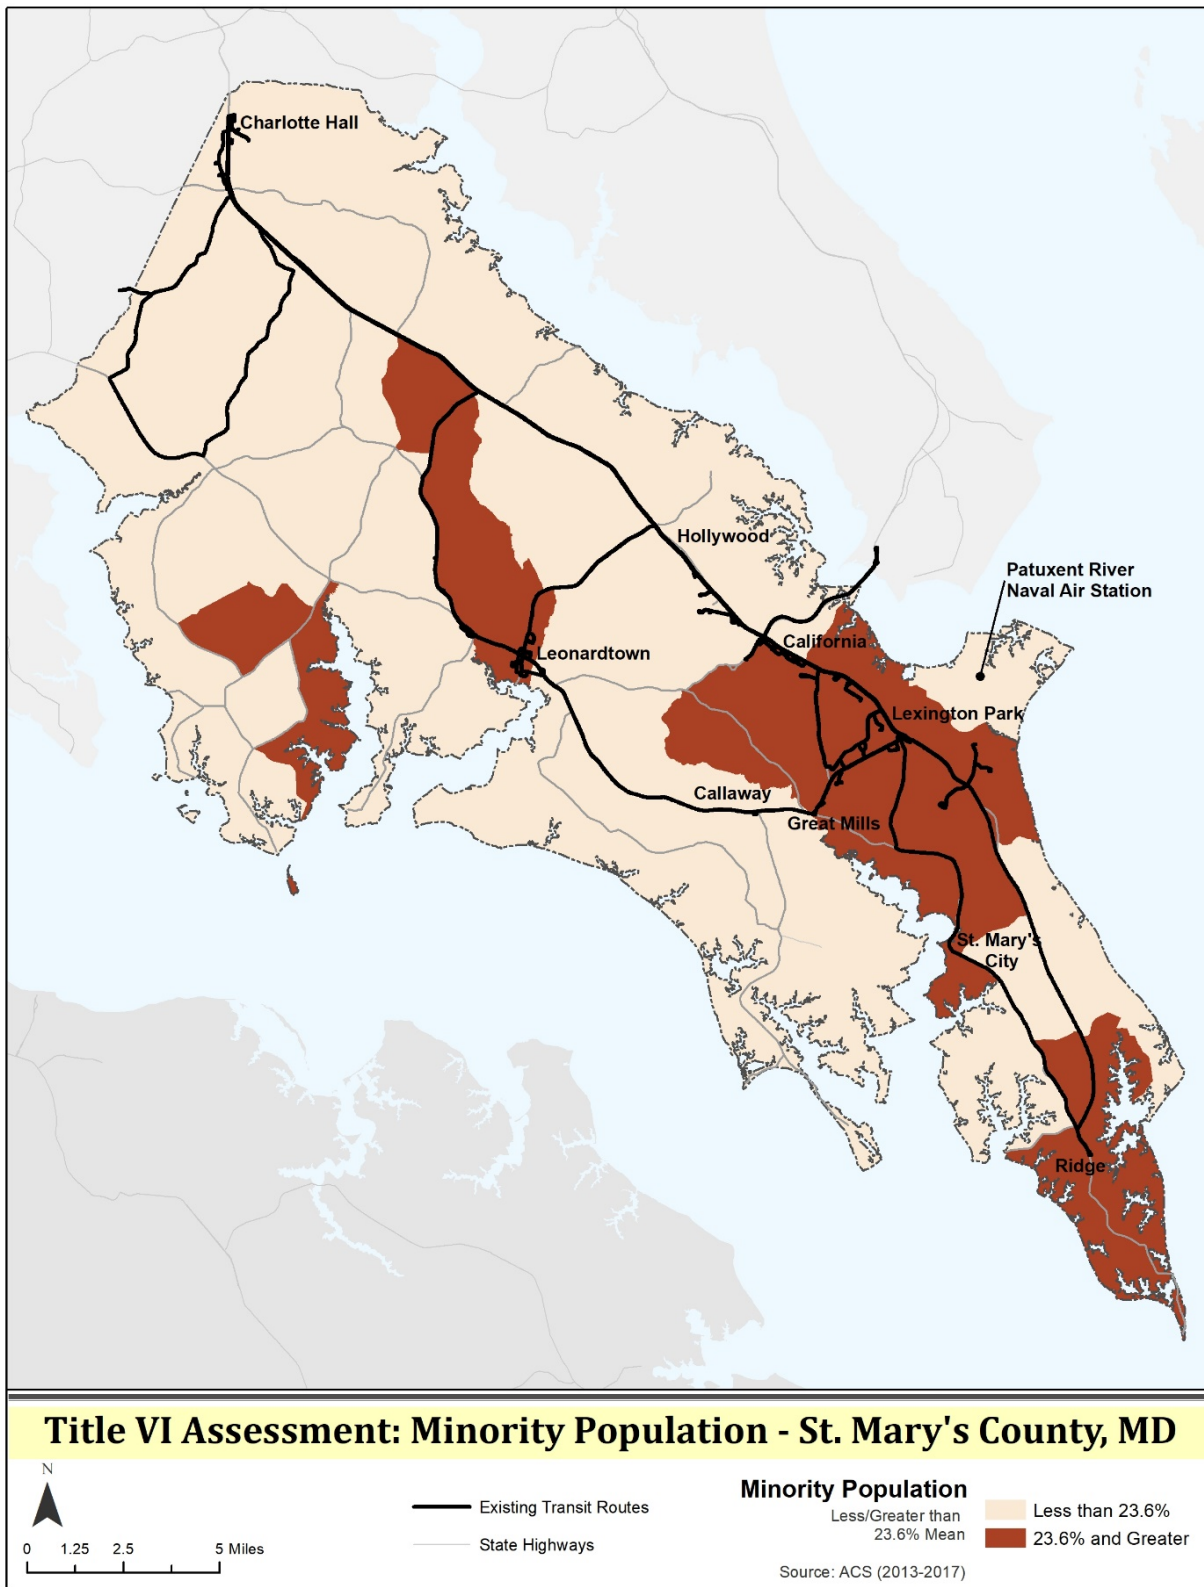 Charlotte Hall
Hollywood
Patuxent River
Naval Air Station
California
Leonardtown
Lexington Park
Callaway
Great Mills
St. Mary's
City
Ridge
Title VI Assessment: Minority Population - St. Mary's County, MD
N
0 1.25 2.5 5 Miles
Existing Transit Routes
State Highways
Minority Population
Less/Greater than
23.6% Mean
Less than 23.6%
23.6% and Greater
Source: ACS (2013-2017)